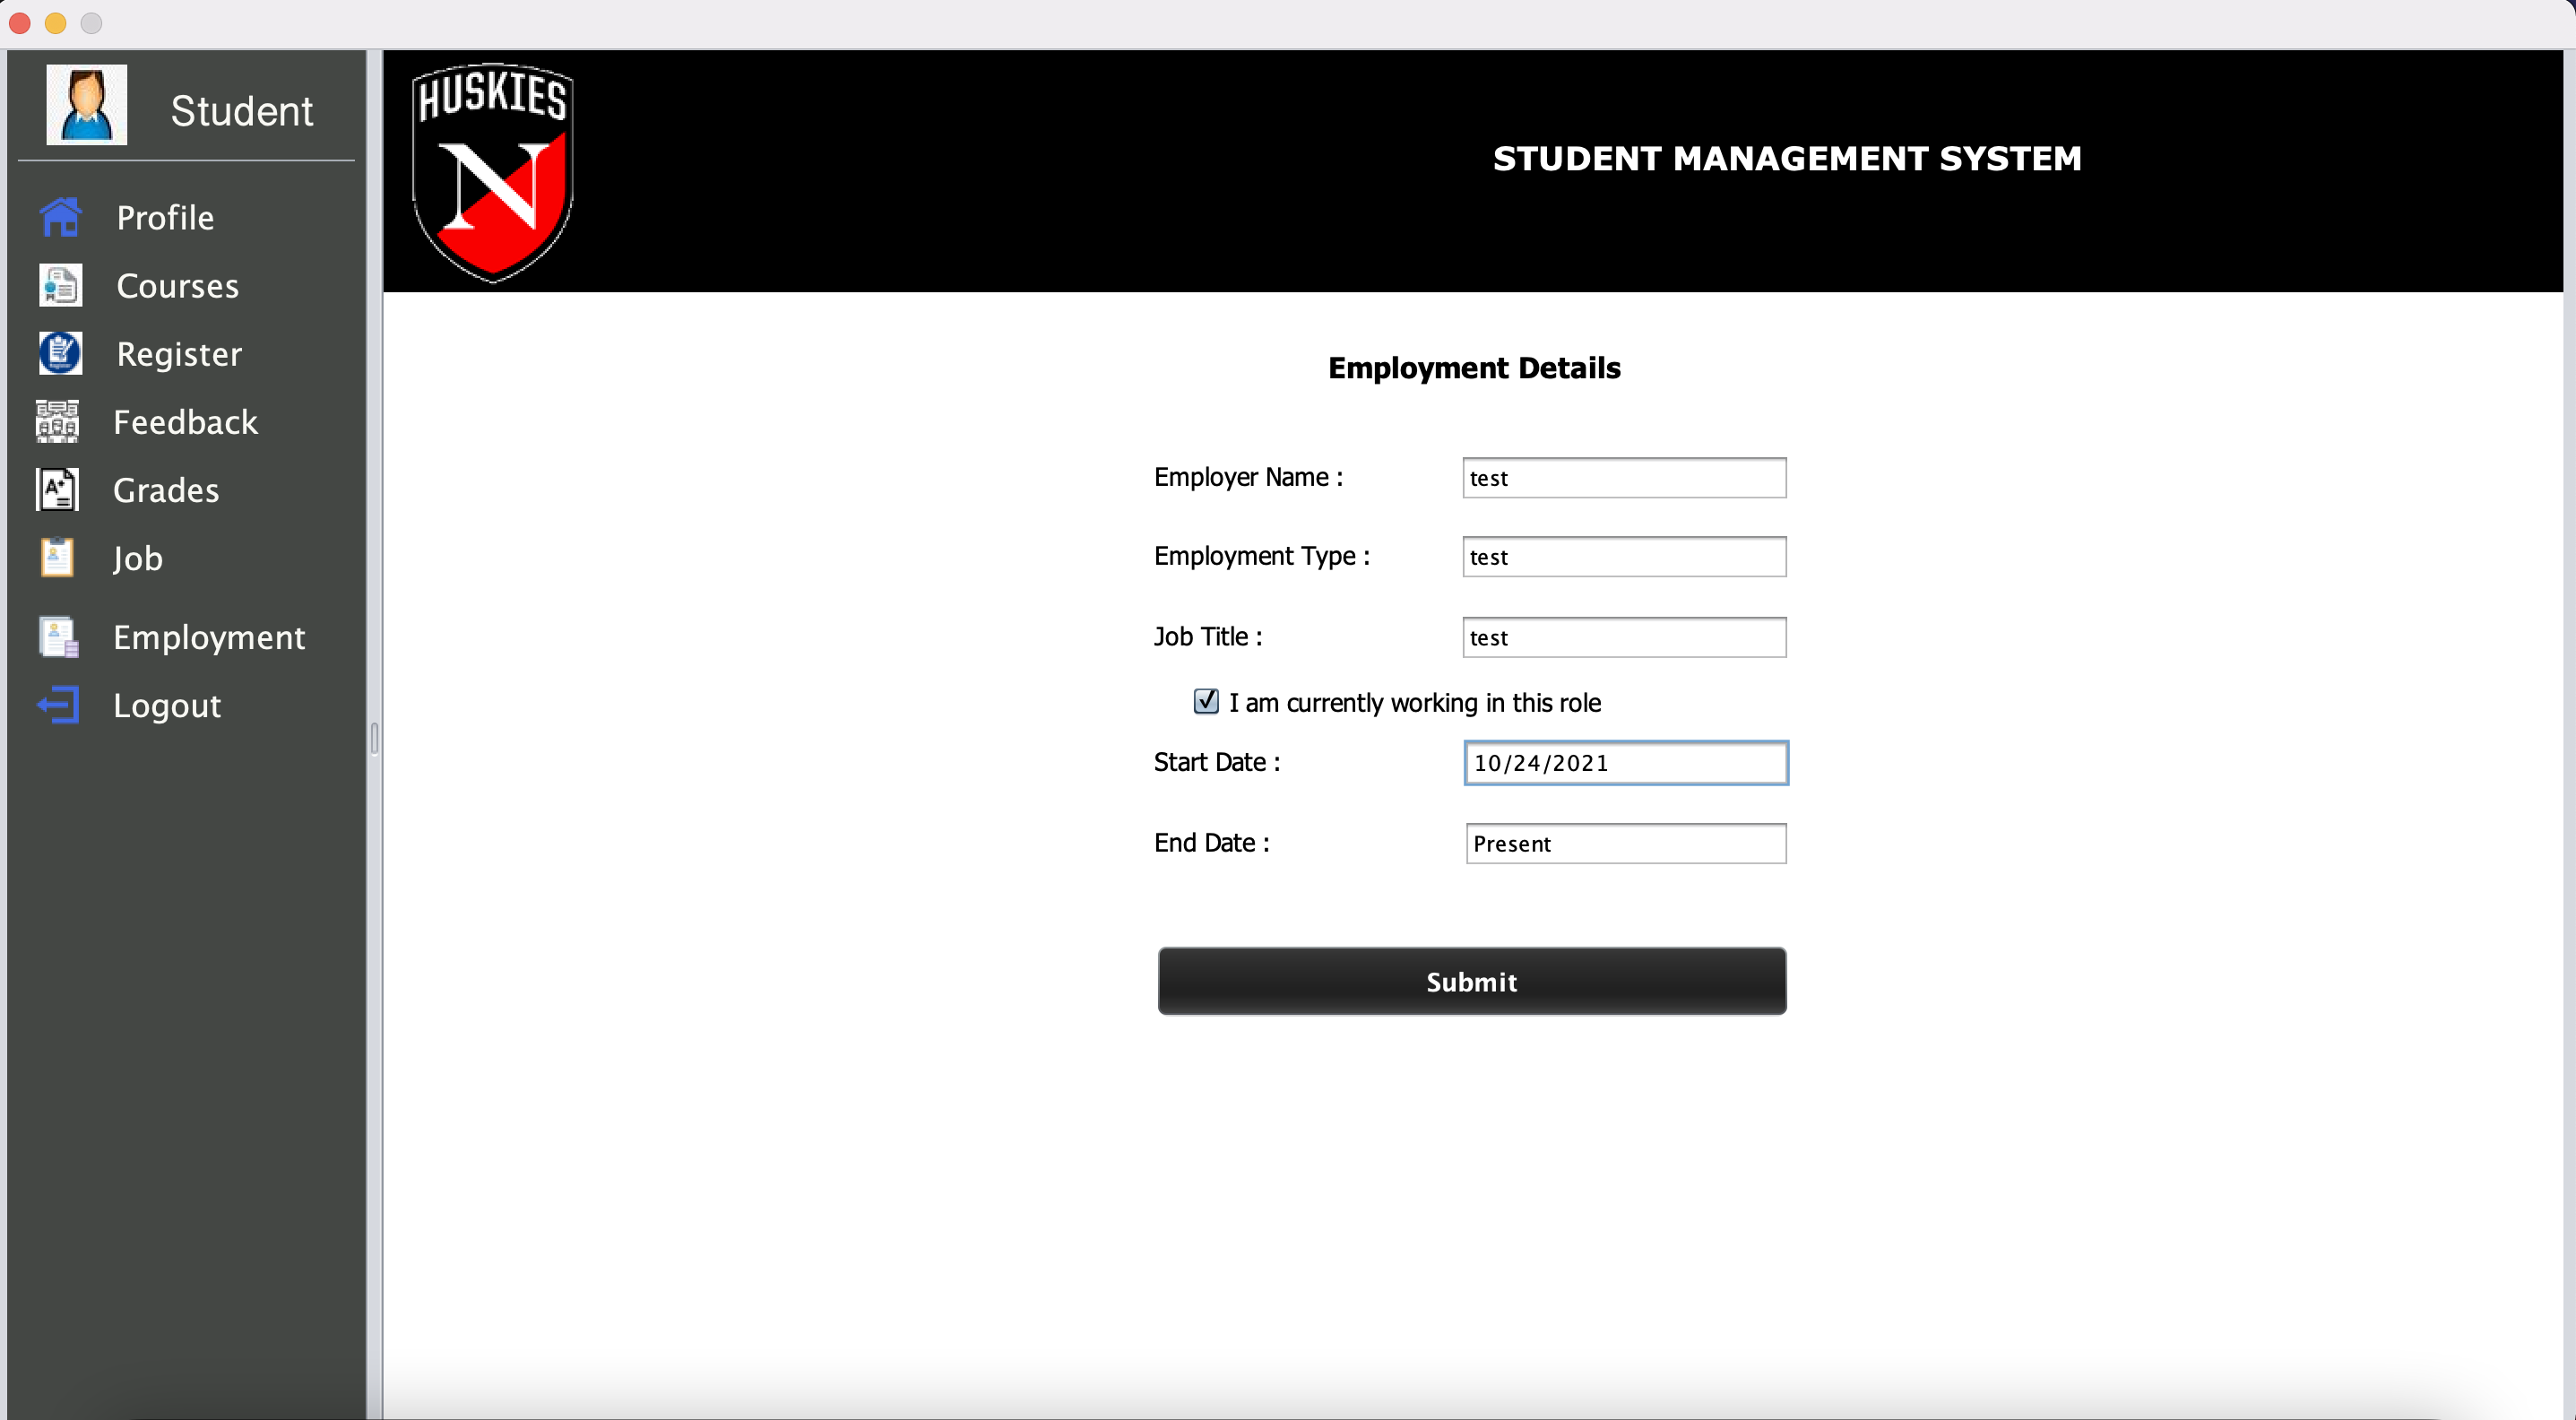 Student
Profile
Courses
Register
Feedback
Grades
Job
Employment
Logout
HUSKIES
N
STUDENT MANAGEMENT SYSTEM
Employment Details
Employer Name : test
Employment Type : test
Job Title : test
I am currently working in this role
Start Date : 10/24/2021
End Date : Present
Submit